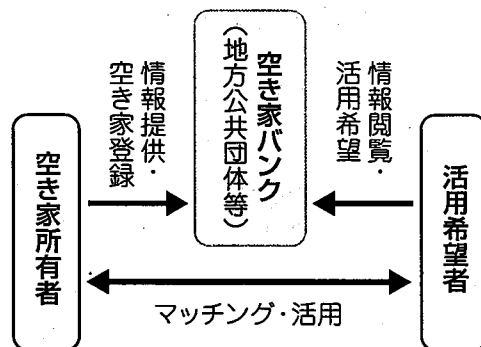 空き家バンク
（地方公共団体等）
情報提供・
空き家登録
情報閲覧・
活用希望
空き家所有者
活用希望者
マッチング・活用